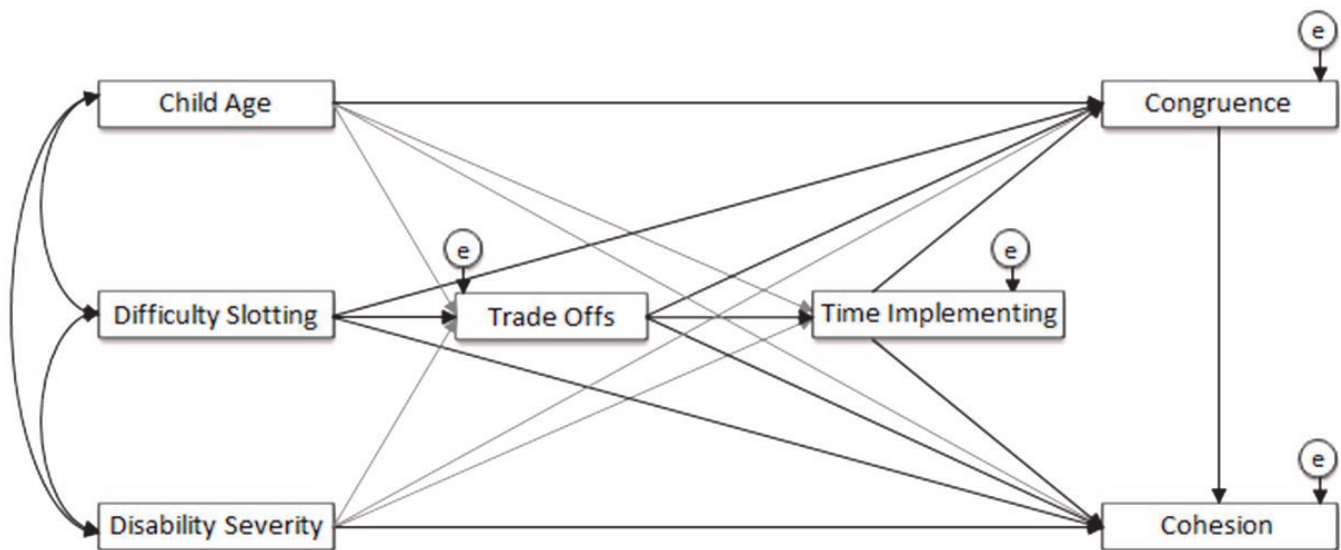 e
Child Age
Congruence
e
e
Difficulty Slotting
Trade Offs
Time Implementing
e
Disability Severity
Cohesion